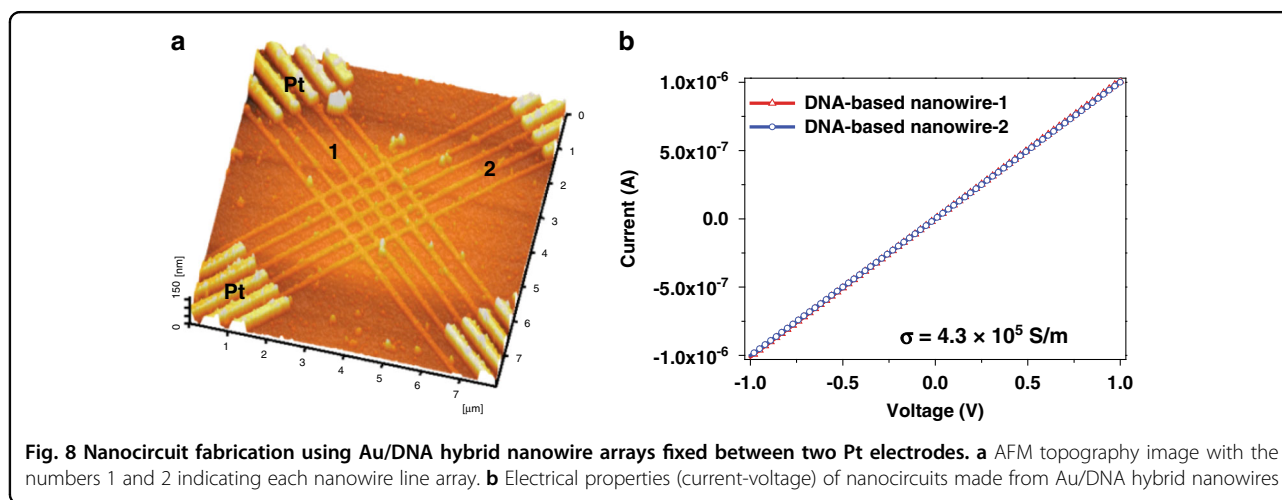 a
Pt
1
2
Pt
150 [nm]
0
0
1
2
3
4
5
6
7
1 2 3 4 5 6 7
[μm]
b
1.0x10⁻⁶
5.0x10⁻⁷
0.0
-5.0x10⁻⁷
-1.0x10⁻⁶
Current (A)
DNA-based nanowire-1
DNA-based nanowire-2
σ = 4.3 × 10⁵ S/m
-1.0 -0.5 0.0 0.5 1.0
Voltage (V)
Fig. 8 Nanocircuit fabrication using Au/DNA hybrid nanowire arrays fixed between two Pt electrodes. a AFM topography image with the
numbers 1 and 2 indicating each nanowire line array. b Electrical properties (current-voltage) of nanocircuits made from Au/DNA hybrid nanowires